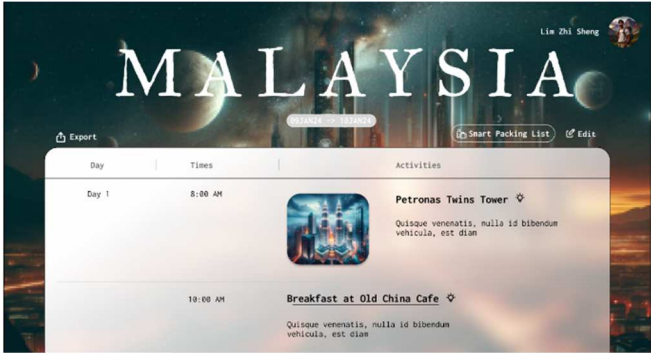 Lim Zhi Sheng
MALAYSIA
09JAN24 -> 10JAN24
Export
Smart Packing List
Edit
Day
Times
Activities
Day 1
8:00 AM
Petronas Twins Tower
Quisque venenatis, nulla id bibendum
vehicula, est diam
10:00 AM
Breakfast at Old China Cafe
Quisque venenatis, nulla id bibendum
vehicula, est diam